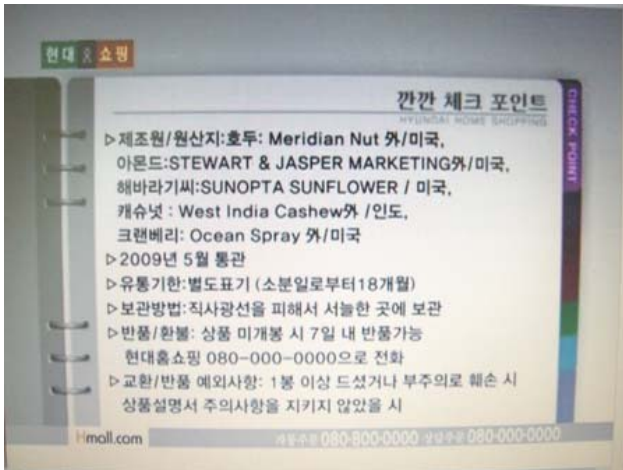 현대 홈 쇼핑
깐깐 체크 포인트
HYUNDAI HOME SHOPPING
CHECK POINT
▷제조원/원산지:호두: Meridian Nut 外/미국,
아몬드:STEWART & JASPER MARKETING外/미국,
해바라기씨:SUNOPTA SUNFLOWER / 미국,
캐슈넛 : West India Cashew外 /인도,
크랜베리: Ocean Spray 外/미국
▷2009년 5월 통관
▷유통기한:별도표기 (소분일로부터18개월)
▷보관방법:직사광선을 피해서 서늘한 곳에 보관
▷반품/환불: 상품 미개봉 시 7일 내 반품가능
현대홈쇼핑 080-000-0000으로 전화
▷교환/반품 예외사항: 1봉 이상 드셨거나 부주의로 훼손 시
상품설명서 주의사항을 지키지 않았을 시
Hmall.com 자동주문 080-800-0000 상담주문 080-000-0000